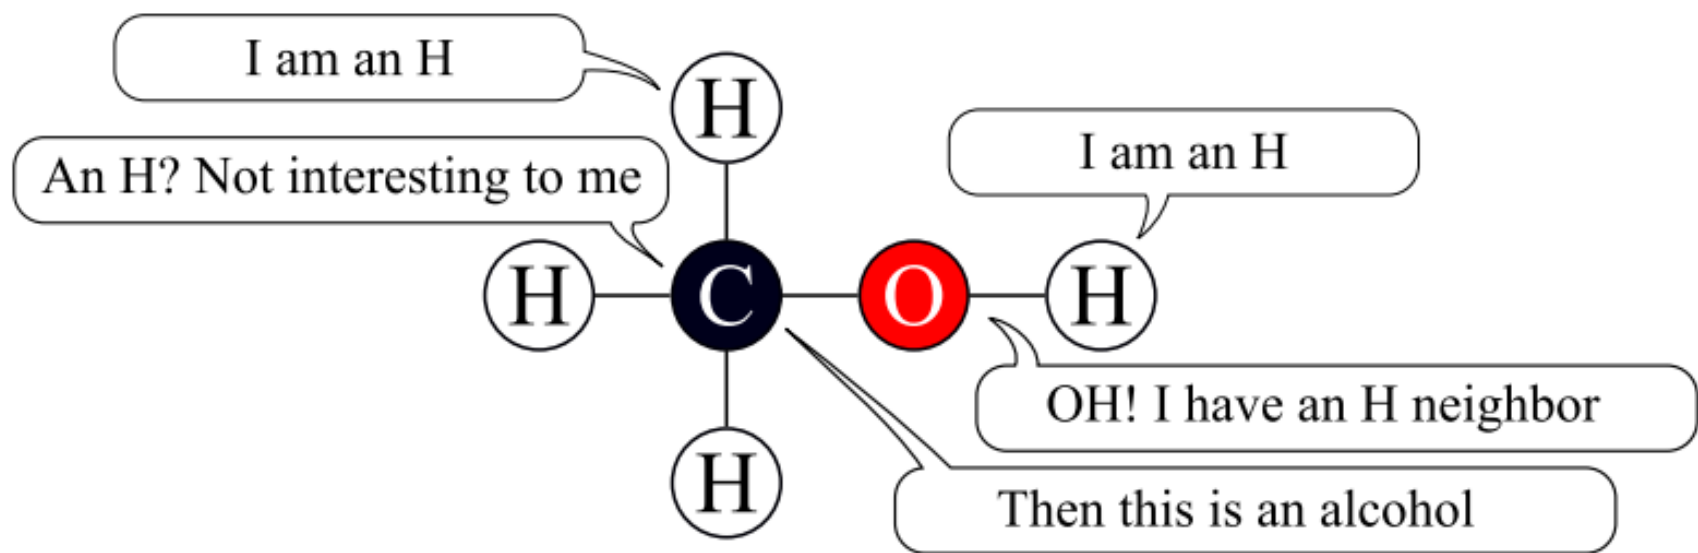 I am an H
H
I am an H
An H? Not interesting to me
H
C
O
H
OH! I have an H neighbor
H
Then this is an alcohol